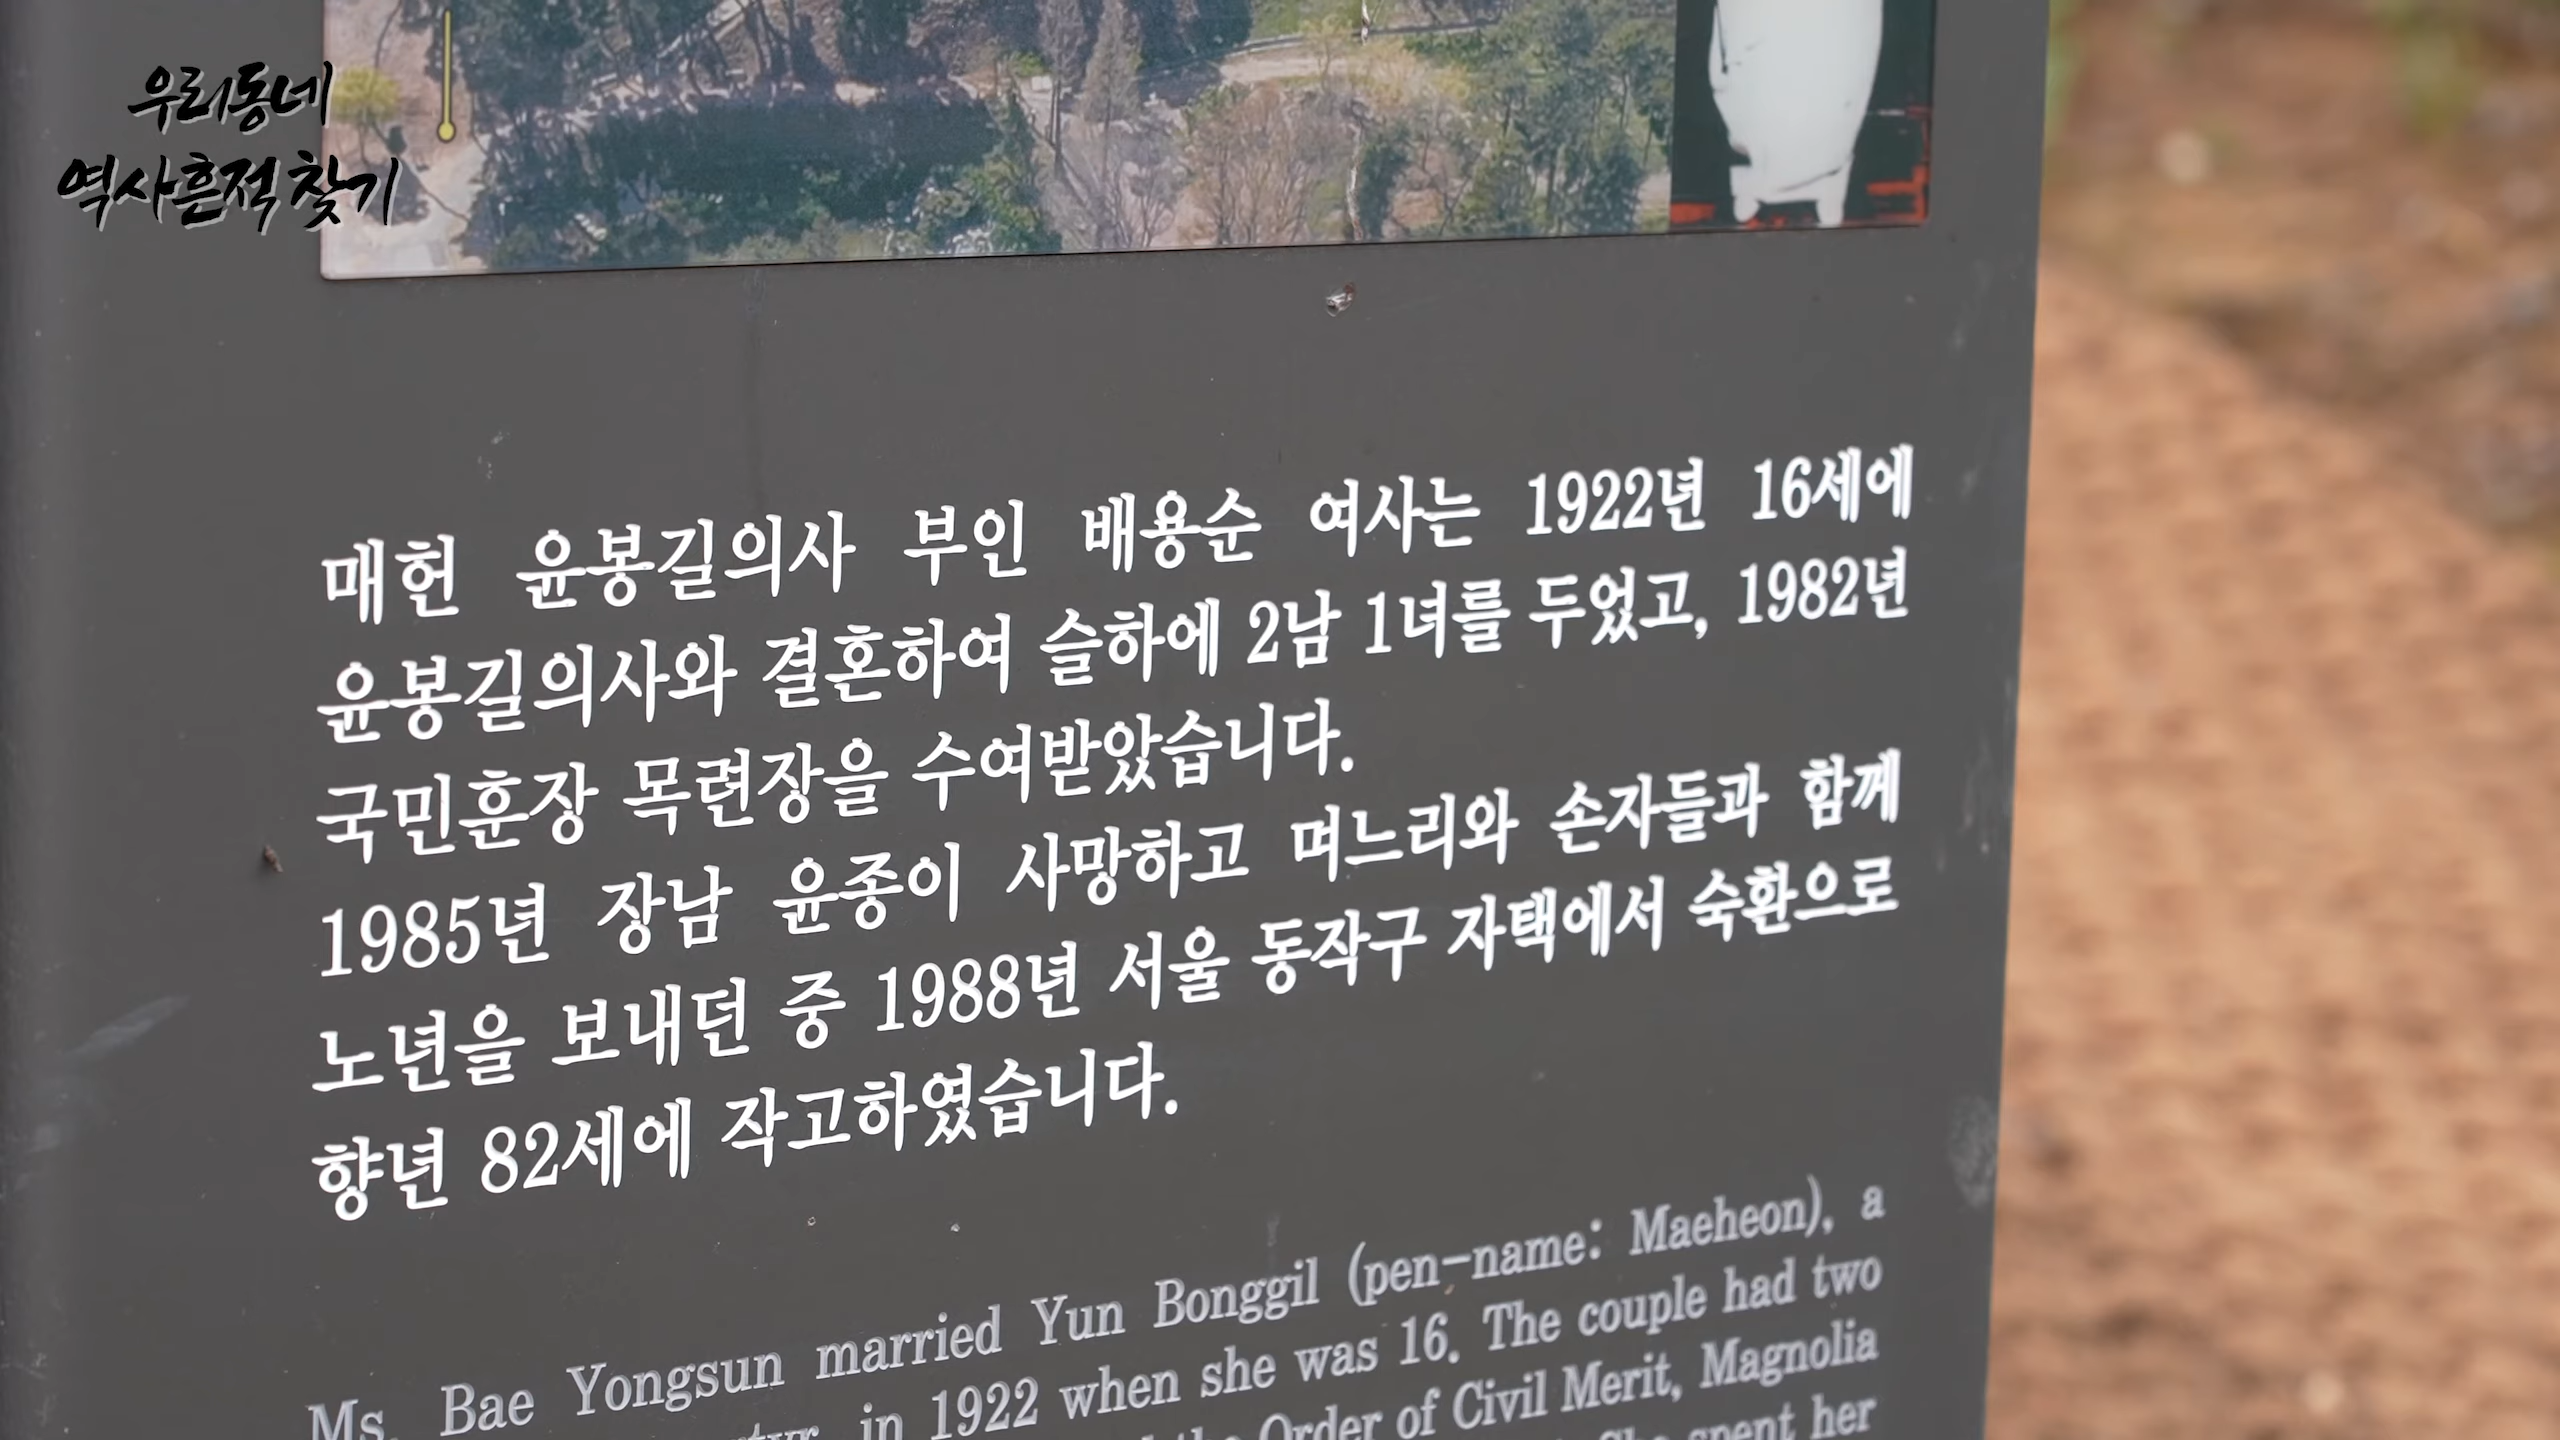 우리동네
역사흔적 찾기
매헌 윤봉길의사 부인 배용순 여사는 1922년 16세에
윤봉길의사와 결혼하여 슬하에 2남 1녀를 두었고, 1982년
국민훈장 목련장을 수여받았습니다.
1985년 장남 윤종이 사망하고 며느리와 손자들과 함께
노년을 보내던 중 1988년 서울 동작구 자택에서 숙환으로
향년 82세에 작고하였습니다.
Ms. Bae Yongsun married Yun Bonggil (pen-name: Maeheon), a
in 1922 when she was 16. The couple had two
the Order of Civil Merit, Magnolia
She spent her